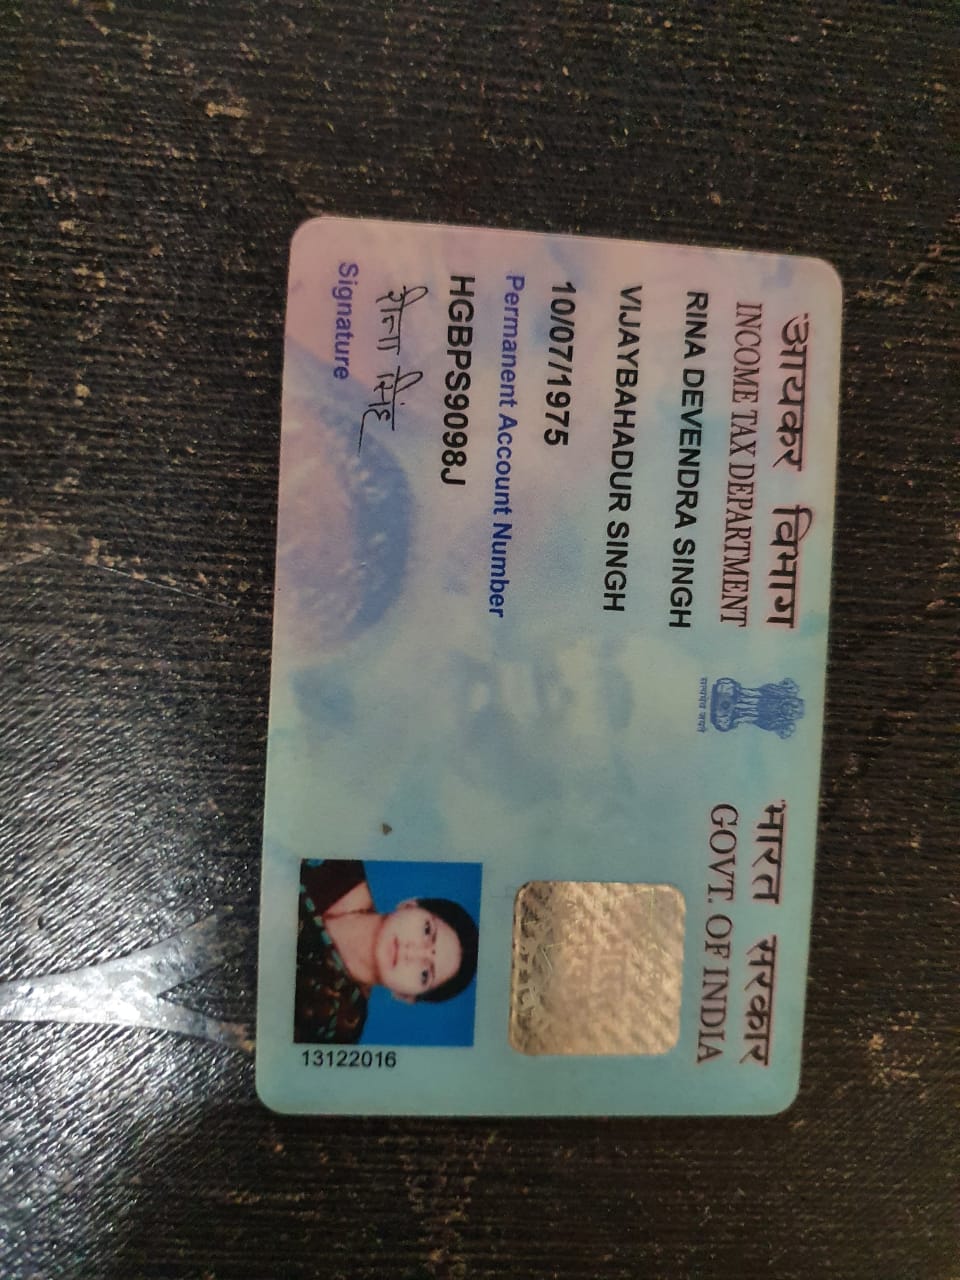 आयकर विभाग
INCOME TAX DEPARTMENT
भारत सरकार
GOVT. OF INDIA
सत्यमेव जयते
RINA DEVENDRA SINGH
VIJAYBAHADUR SINGH
10/07/1975
Permanent Account Number
HGBPS9098J
रीना सिंह
Signature
13122016